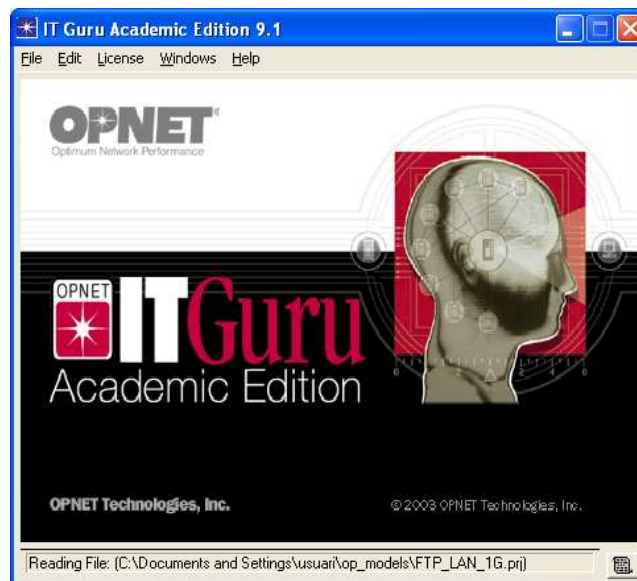 IT Guru Academic Edition 9.1
File Edit License Windows Help
OPNET
Optimum Network Performance
OPNET
IT Guru
Academic Edition
OPNET Technologies, Inc.
©2003 OPNET Technologies, Inc.
Reading File: (C:\Documents and Settings\usuari\op_models\FTP_LAN_1G.prj)